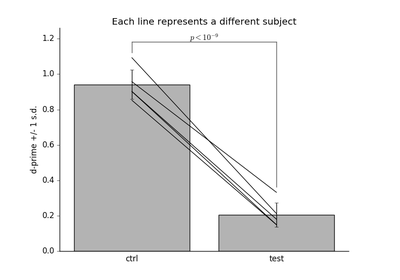 Each line represents a different subject
p < 10⁻⁹
1.2
1.0
0.8
0.6
0.4
0.2
0.0
d-prime +/- 1 s.d.
ctrl
test